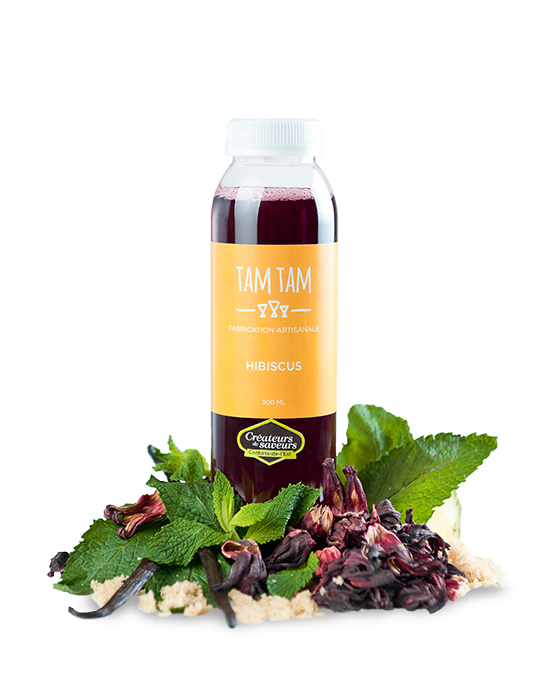 TAM TAM
FABRICATION ARTISANALE
HIBISCUS
300 ML
Créateurs
de saveurs
Cantons-de-l'Est